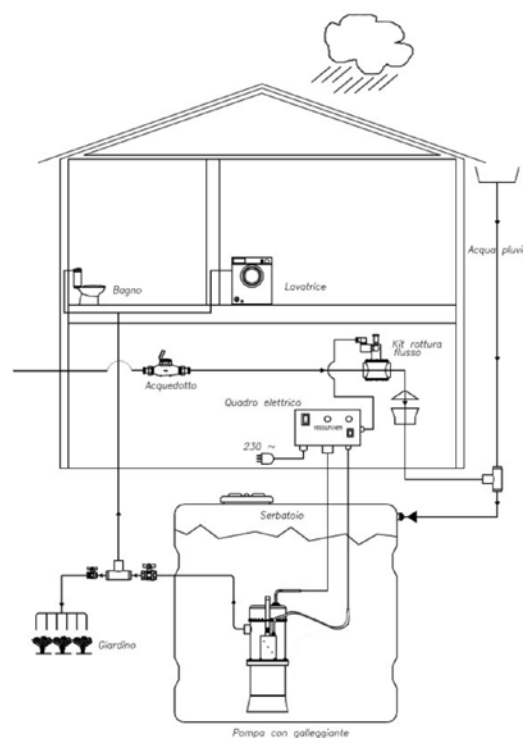 Acqua pluvi
Bagno
Lavatrice
Kit rottura
flusso
Acquedotto
Quadro elettrico
230 ~
Serbatoio
Giardino
Pompa con galleggiante